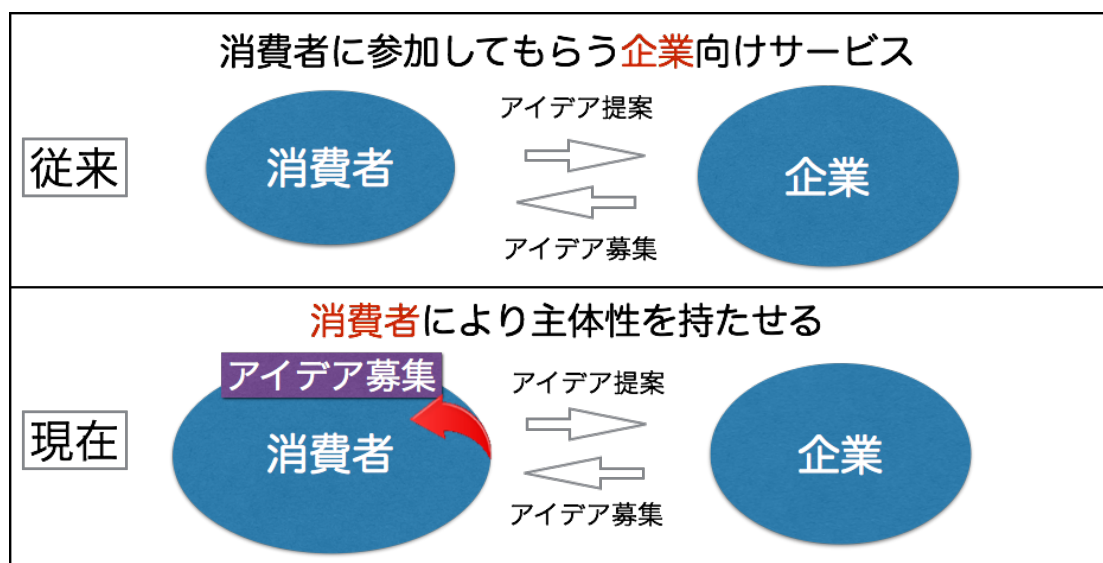 消費者に参加してもらう企業向けサービス
従来
消費者
アイデア提案
アイデア募集
企業
消費者により主体性を持たせる
現在
アイデア募集
消費者
アイデア提案
アイデア募集
企業